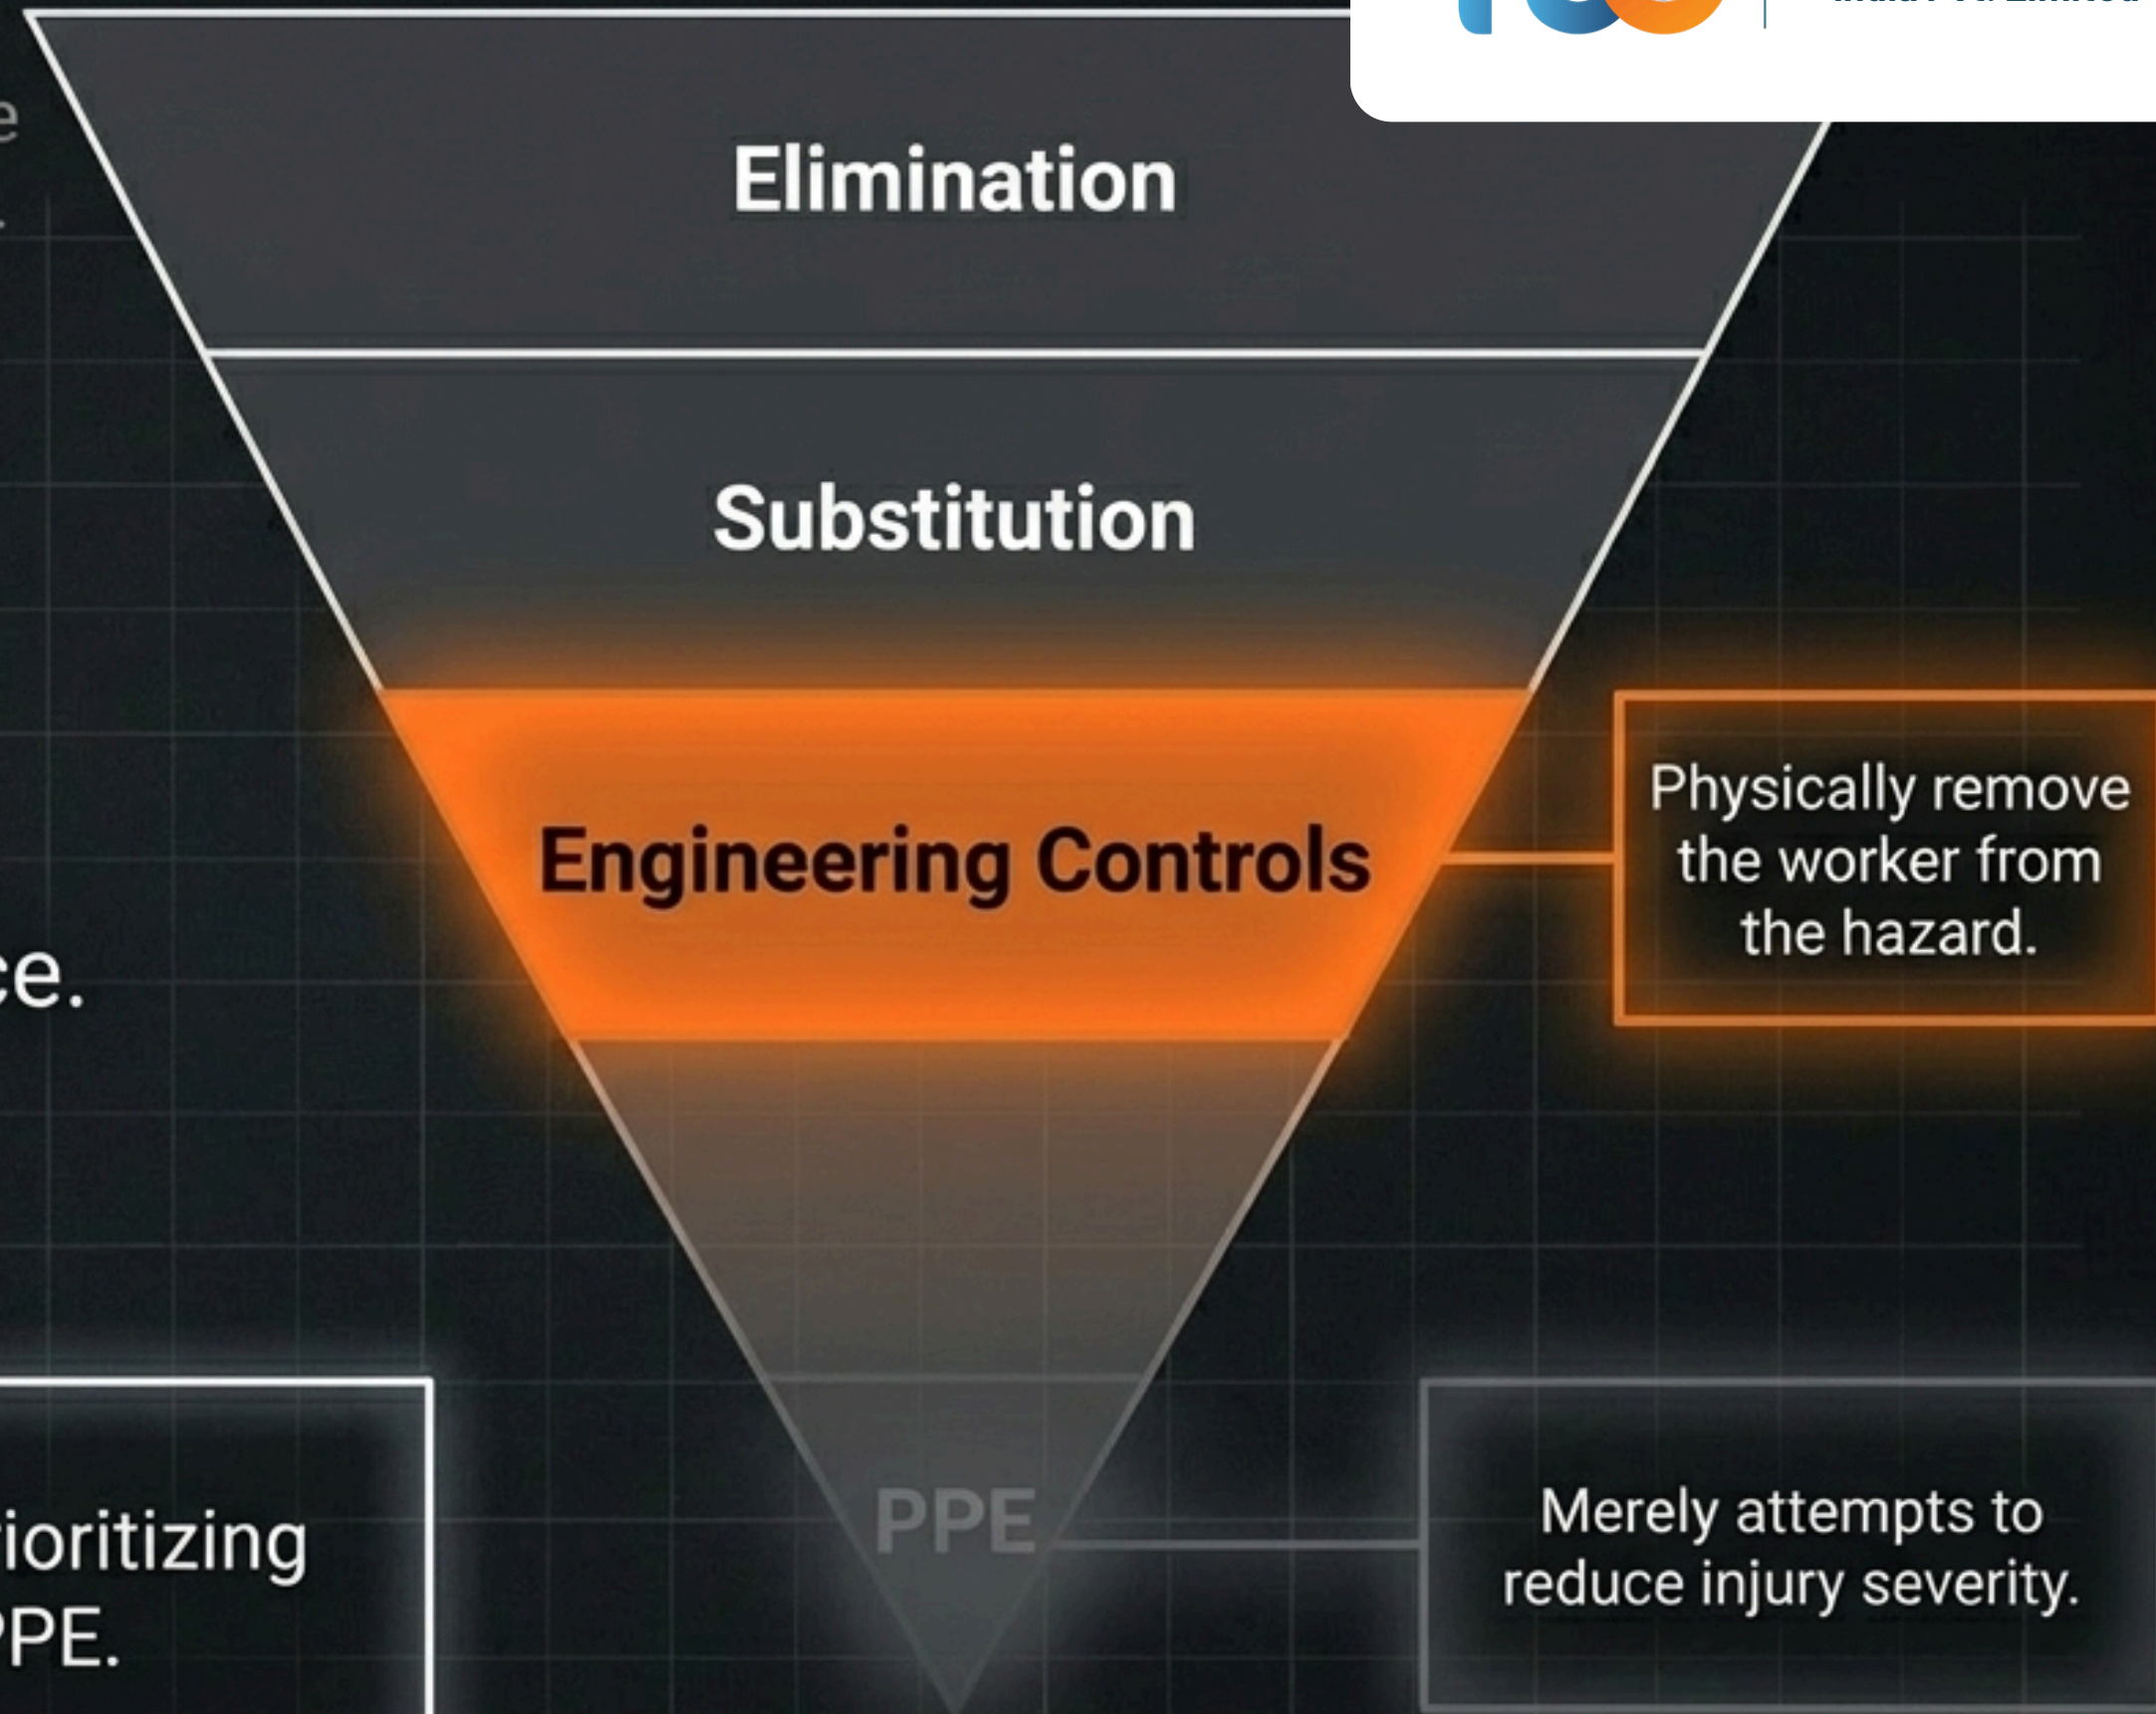 Elimination
Substitution
Engineering Controls
Physically remove
the worker from
the hazard.
ce.
PPE
Merely attempts to
reduce injury severity.
ioritizing
PPE.